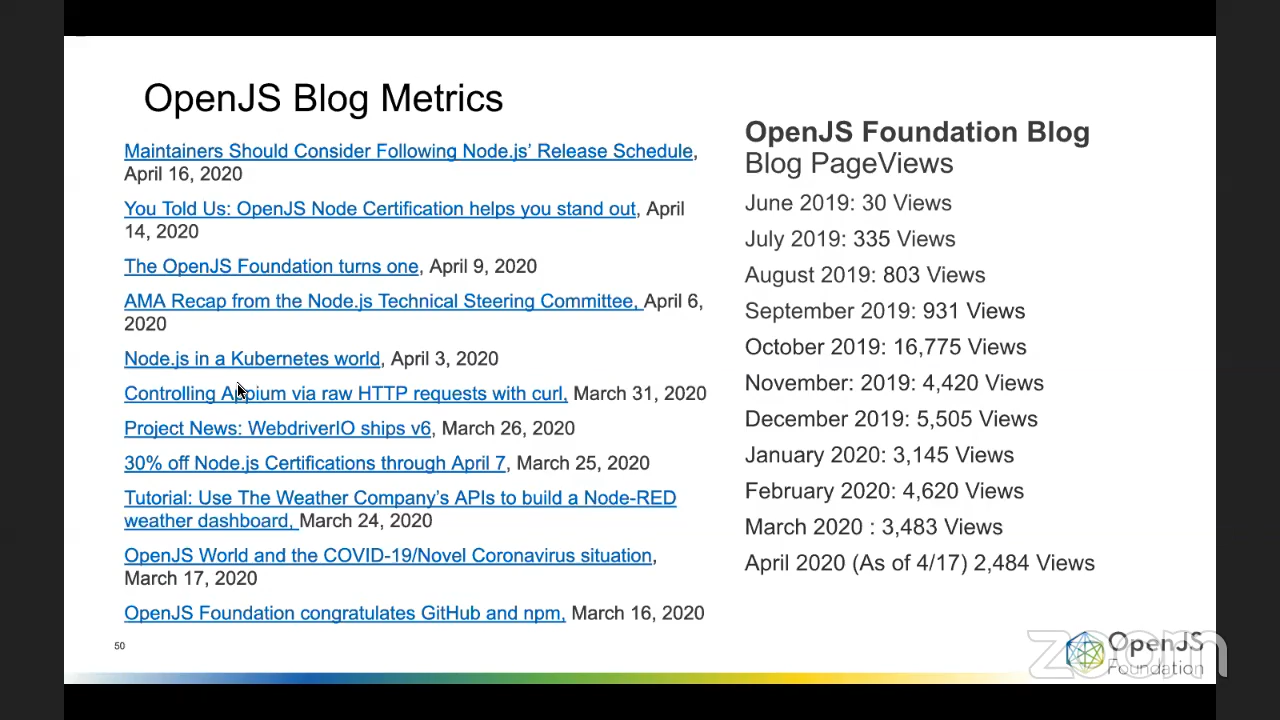 OpenJS Blog Metrics
Maintainers Should Consider Following Node.js’ Release Schedule,
April 16, 2020
You Told Us: OpenJS Node Certification helps you stand out, April
14, 2020
The OpenJS Foundation turns one, April 9, 2020
AMA Recap from the Node.js Technical Steering Committee, April 6,
2020
Node.js in a Kubernetes world, April 3, 2020
Controlling Appium via raw HTTP requests with curl, March 31, 2020
Project News: WebdriverIO ships v6, March 26, 2020
30% off Node.js Certifications through April 7, March 25, 2020
Tutorial: Use The Weather Company’s APIs to build a Node-RED
weather dashboard, March 24, 2020
OpenJS World and the COVID-19/Novel Coronavirus situation,
March 17, 2020
OpenJS Foundation congratulates GitHub and npm, March 16, 2020
50
OpenJS Foundation Blog
Blog PageViews
June 2019: 30 Views
July 2019: 335 Views
August 2019: 803 Views
September 2019: 931 Views
October 2019: 16,775 Views
November: 2019: 4,420 Views
December 2019: 5,505 Views
January 2020: 3,145 Views
February 2020: 4,620 Views
March 2020 : 3,483 Views
April 2020 (As of 4/17) 2,484 Views
OpenJS
Foundation
zoom